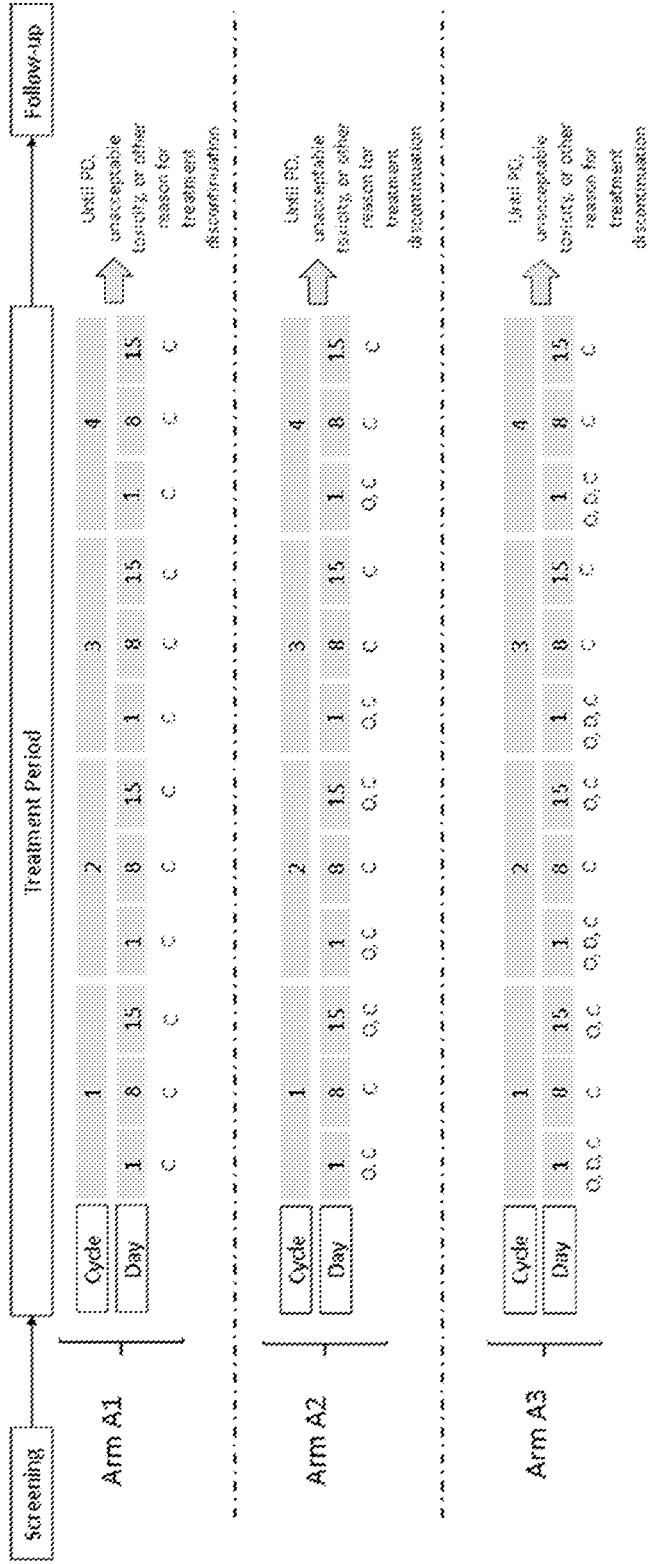 Screening
Treatment Period
Follow-up
Arm A1
Cycle 1 2 3 4
Day 1 8 15 1 8 15 1 8 15 1 8 15
C C C C C C C C C C C C
Until PD,
unacceptable
toxicity, or other
reason for
treatment
discontinuation
Arm A2
Cycle 1 2 3 4
Day 1 8 15 1 8 15 1 8 15 1 8 15
O, C C O, C O, C C O, C O, C C C O, C C C
Until PD,
unacceptable
toxicity, or other
reason for
treatment
discontinuation
Arm A3
Cycle 1 2 3 4
Day 1 8 15 1 8 15 1 8 15 1 8 15
O, D, C C O, C O, D, C C O, C O, D, C C C O, D, C C C
Until PD,
unacceptable
toxicity, or other
reason for
treatment
discontinuation